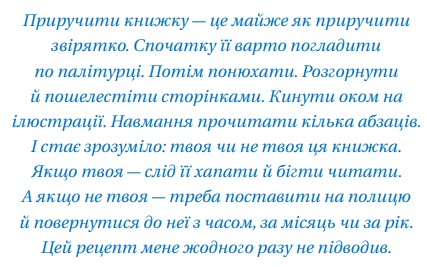 Приручити книжку — це майже як приручити
звірятко. Спочатку її варто погладити
по палітурці. Потім понюхати. Розгорнути
й пошелестіти сторінками. Кинути оком на
ілюстрації. Навмання прочитати кілька абзаців.
І стає зрозуміло: твоя чи не твоя ця книжка.
Якщо твоя — слід її хапати й бігти читати.
А якщо не твоя — треба поставити на полицю
й повернутися до неї з часом, за місяць чи за рік.
Цей рецепт мене жодного разу не підводив.